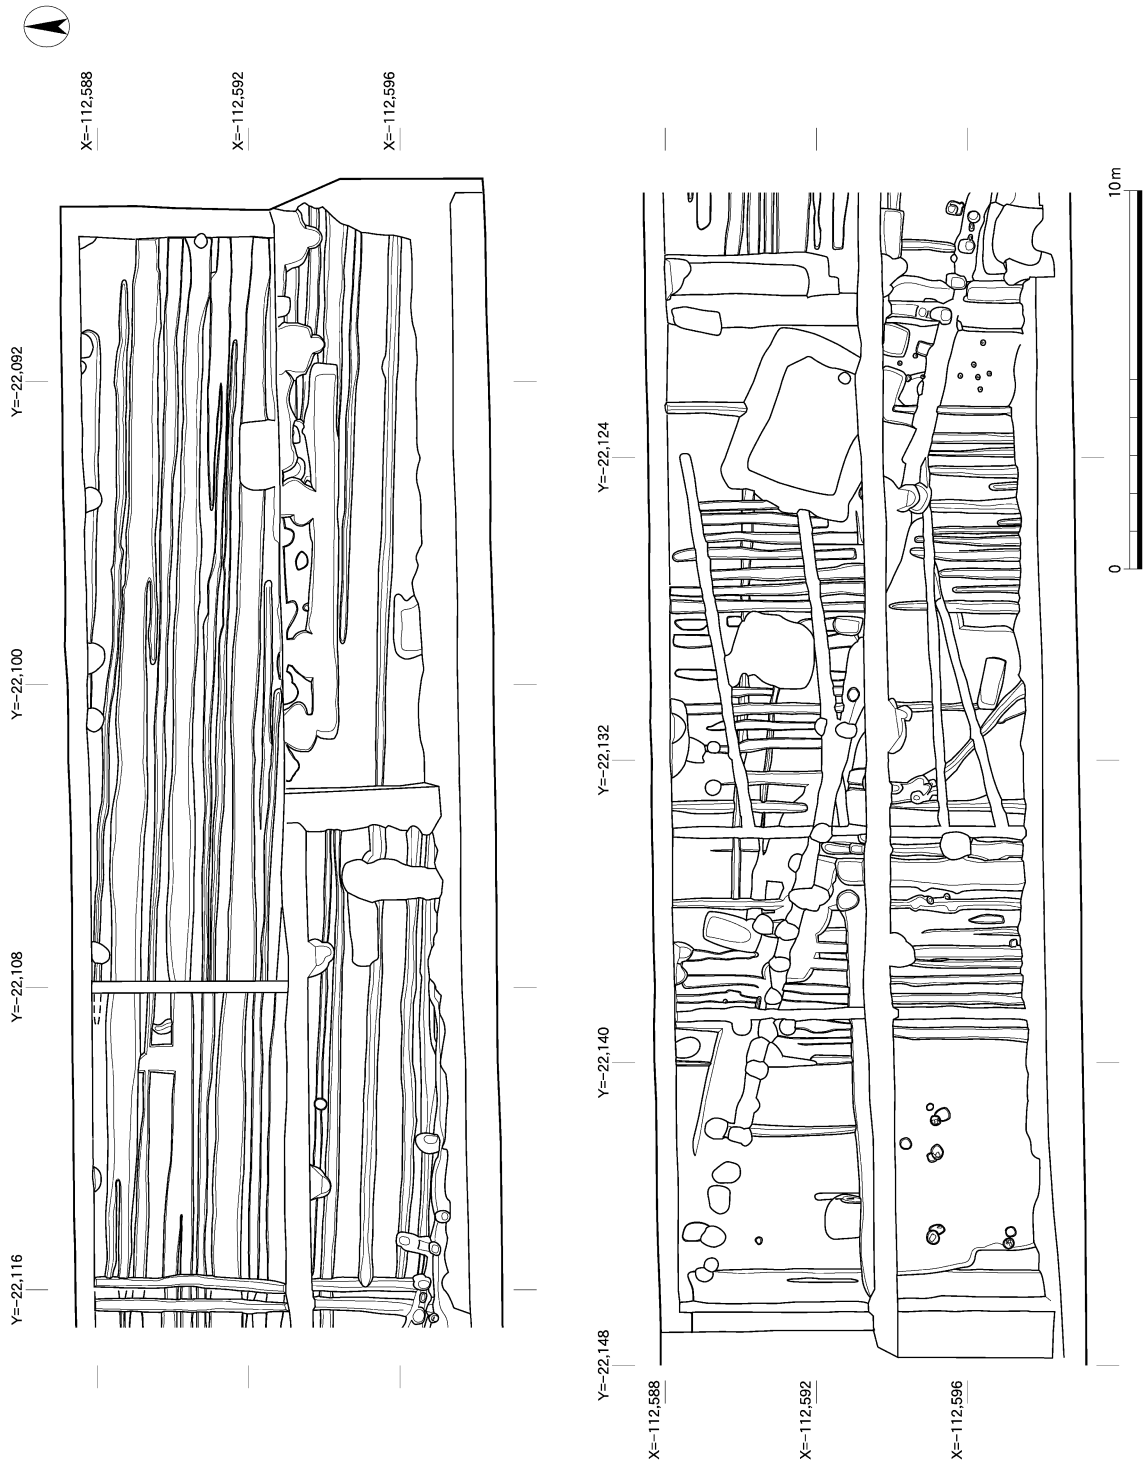 X=-112,588
X=-112,592
X=-112,596
Y=-22,092
Y=-22,100
Y=-22,108
Y=-22,116
10m
0
Y=-22,124
Y=-22,132
Y=-22,140
Y=-22,148
X=-112,588
X=-112,592
X=-112,596